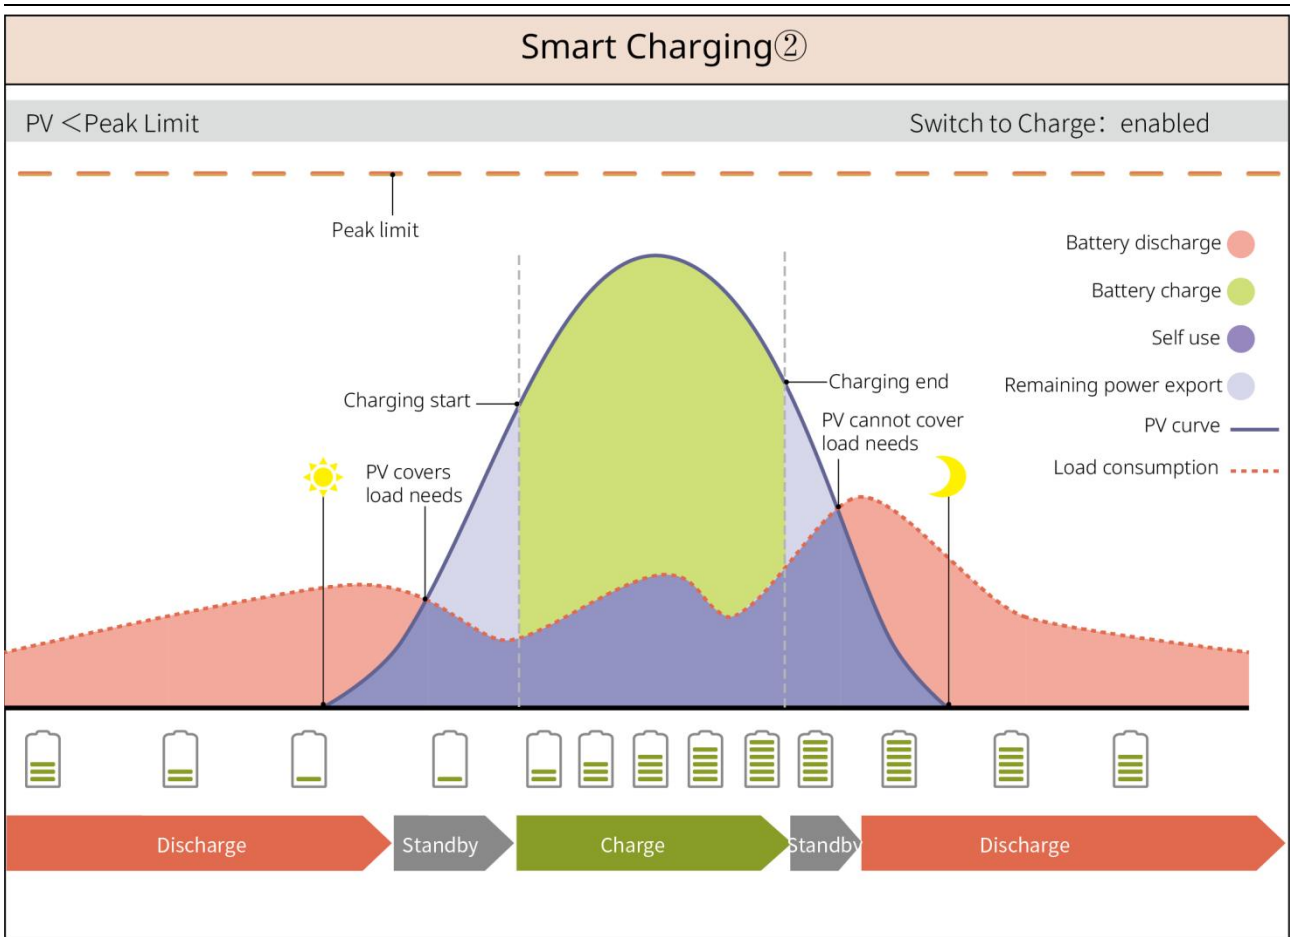 Smart Charging②
PV ＜Peak Limit
Switch to Charge：enabled
Peak limit
Battery discharge
Battery charge
Self use
Remaining power export
PV curve
Load consumption
Charging start
Charging end
PV covers
load needs
PV cannot cover
load needs
Discharge
Standby
Charge
Standby
Discharge